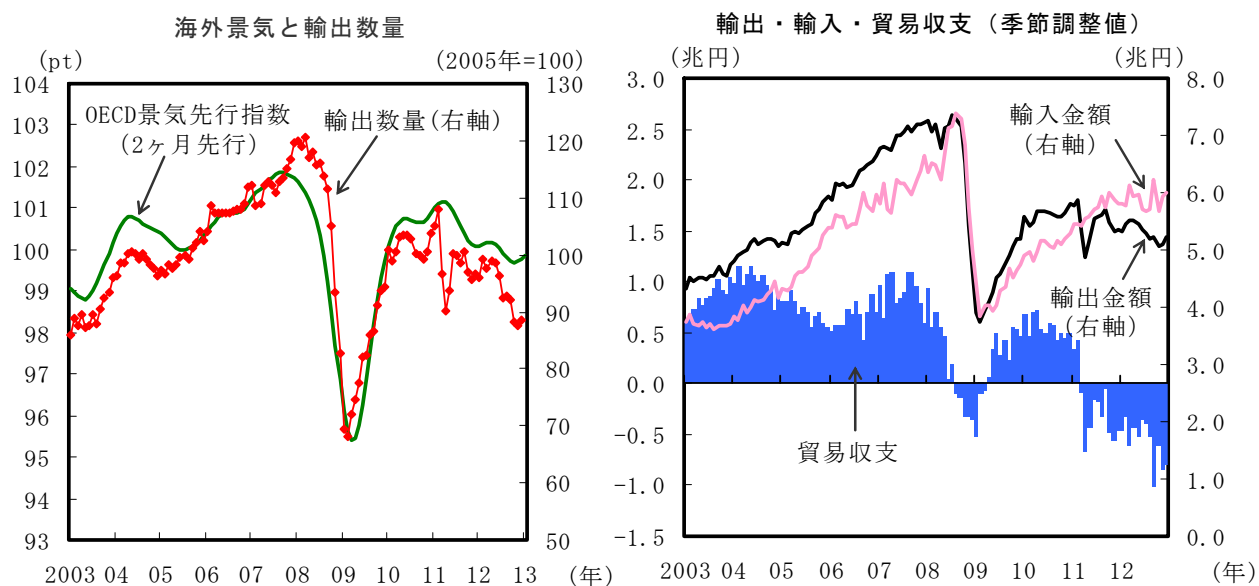 海外景気と輸出数量
(pt)
(2005年=100)
OECD景気先行指数
(2ヶ月先行)
輸出数量(右軸)
104
103
102
101
100
99
98
97
96
95
94
93
130
120
110
100
90
80
70
60
50
2003 04 05 06 07 08 09 10 11 12 13 (年)
輸出・輸入・貿易収支（季節調整値）
(兆円)
(兆円)
輸入金額
(右軸)
輸出金額
(右軸)
貿易収支
3.0
2.5
2.0
1.5
1.0
0.5
0.0
-0.5
-1.0
-1.5
8.0
7.0
6.0
5.0
4.0
3.0
2.0
1.0
0.0
2003 04 05 06 07 08 09 10 11 12 (年)